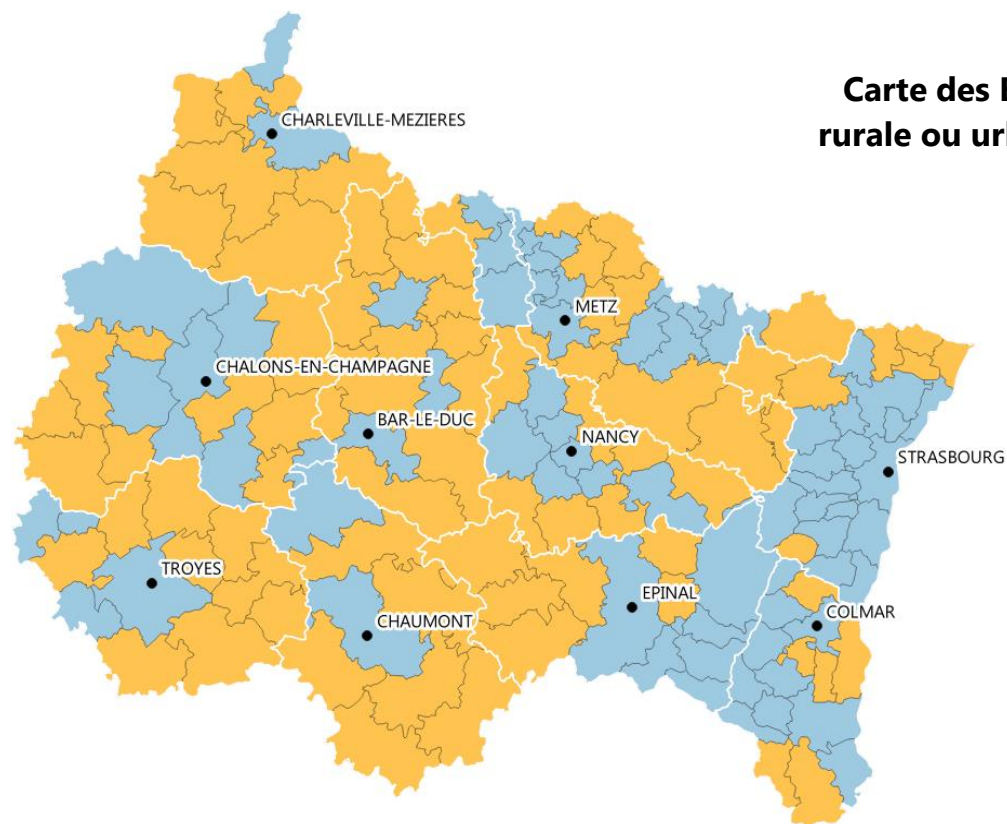 Carte des
rurale ou
CHARLEVILLE-MEZIERES
METZ
CHALONS-EN-CHAMPAGNE
BAR-LE-DUC
NANCY
STRASBOURG
TROYES
EPINAL
CHAUMONT
COLMAR